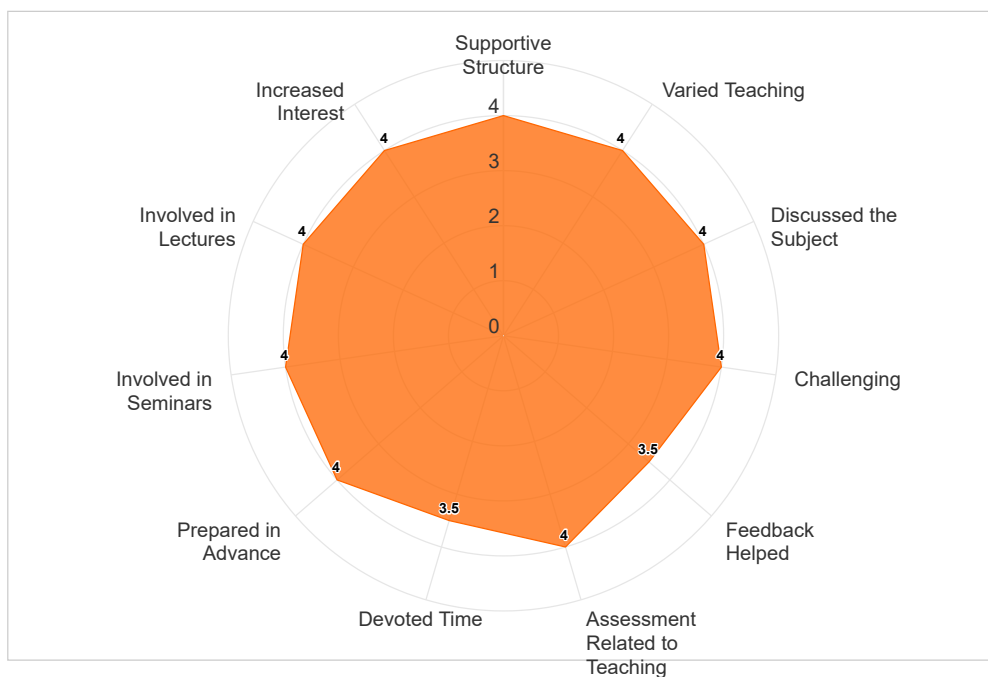 Supportive
Structure
Increased
Interest
Varied Teaching
4
4
4
3
Involved in
Lectures
4
4
Discussed the
Subject
2
1
0
Involved in
Seminars
4
4
Challenging
3.5
4
3.5
Prepared in
Advance
4
Feedback
Helped
Devoted Time
Assessment
Related to
Teaching